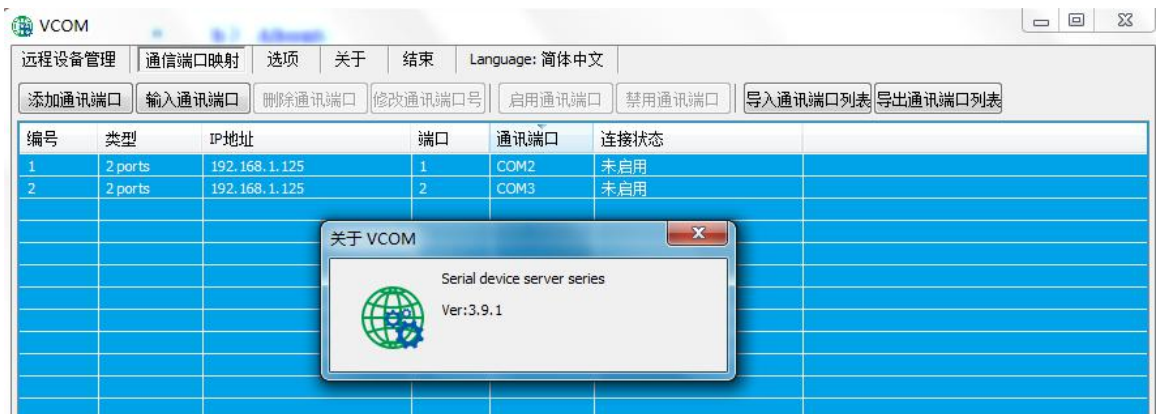 VCOM
远程设备管理 通信端口映射 选项 关于 结束 Language: 简体中文
添加通讯端口 输入通讯端口 删除通讯端口 修改通讯端口号 启用通讯端口 禁用通讯端口 导入通讯端口列表 导出通讯端口列表
编号 类型 IP地址 端口 通讯端口 连接状态
1 2 ports 192.168.1.125 1 COM2 未启用
2 2 ports 192.168.1.125 2 COM3 未启用
关于 VCOM
Serial device server series
Ver:3.9.1